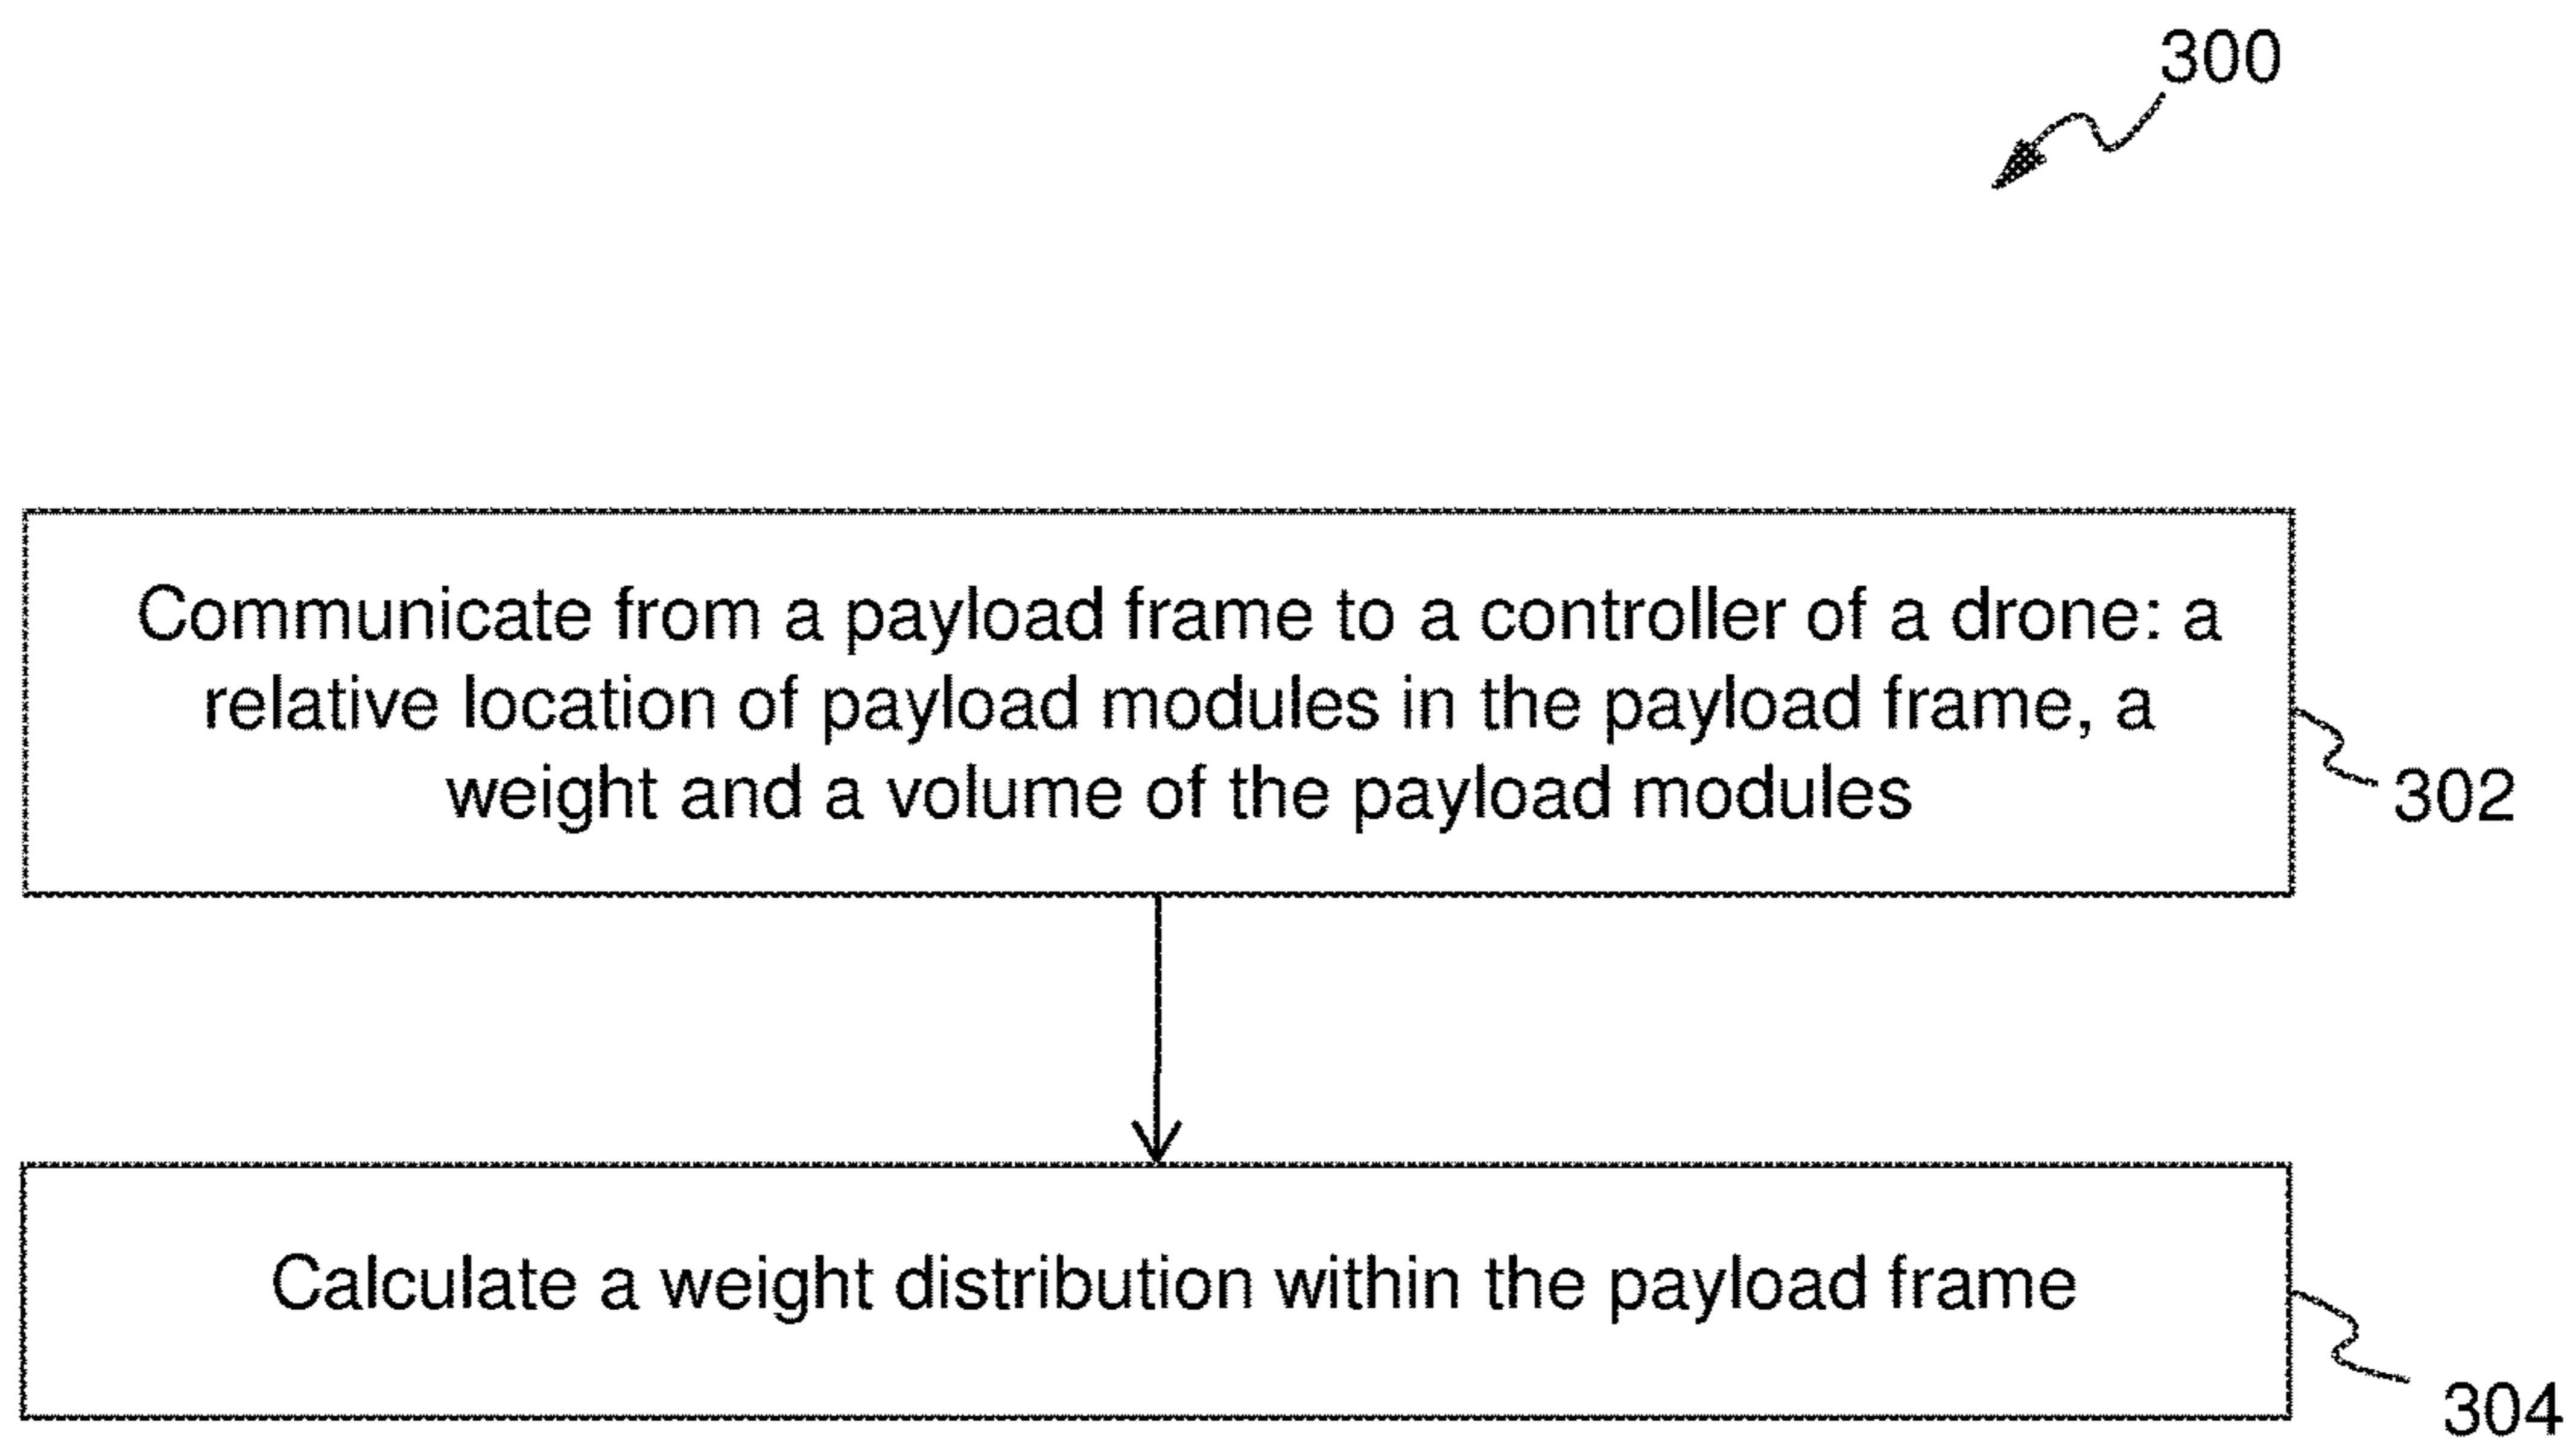 300
Communicate from a payload frame to a controller of a drone: a
relative location of payload modules in the payload frame, a
weight and a volume of the payload modules
302
Calculate a weight distribution within the payload frame
304